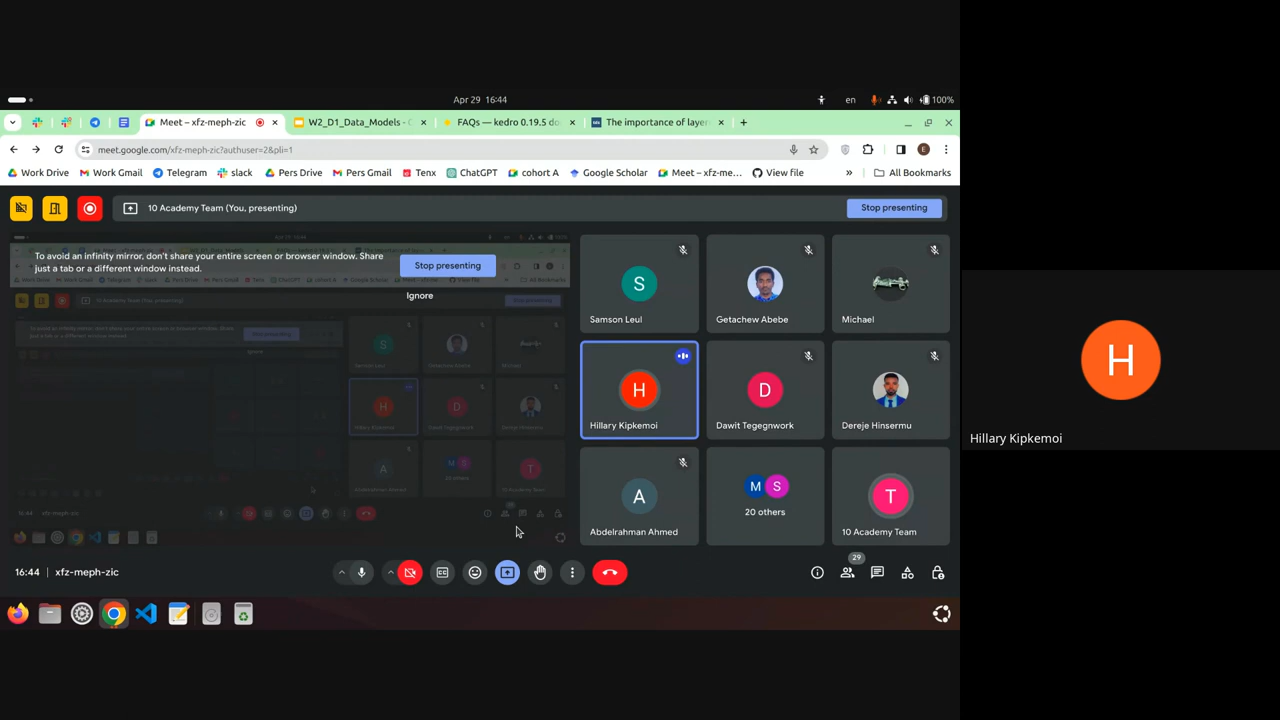 Apr 29 16:44
en
100%
Meet – xfz-meph-zic
W2_D1_Data_Models -
FAQs — kedro 0.19.5 do
The importance of layer
meet.google.com/xfz-meph-zic?authuser=2&pli=1
E
Work Drive
Work Gmail
Telegram
slack
Pers Drive
Pers Gmail
Tenx
ChatGPT
cohort A
Google Scholar
Meet – xfz-me...
View file
»
All Bookmarks
10 Academy Team (You, presenting)
Stop presenting
To avoid an infinity mirror, don't share your entire screen or browser window. Share
just a tab or a different window instead.
Stop presenting
Ignore
S
Samson Leul
Getachew Abebe
Michael
H
Hillary Kipkemoi
D
Dawit Tegegnwork
Dereje Hinsermu
A
Abdelrahman Ahmed
M S
20 others
T
10 Academy Team
16:44 xfz-meph-zic
29
H
Hillary Kipkemoi